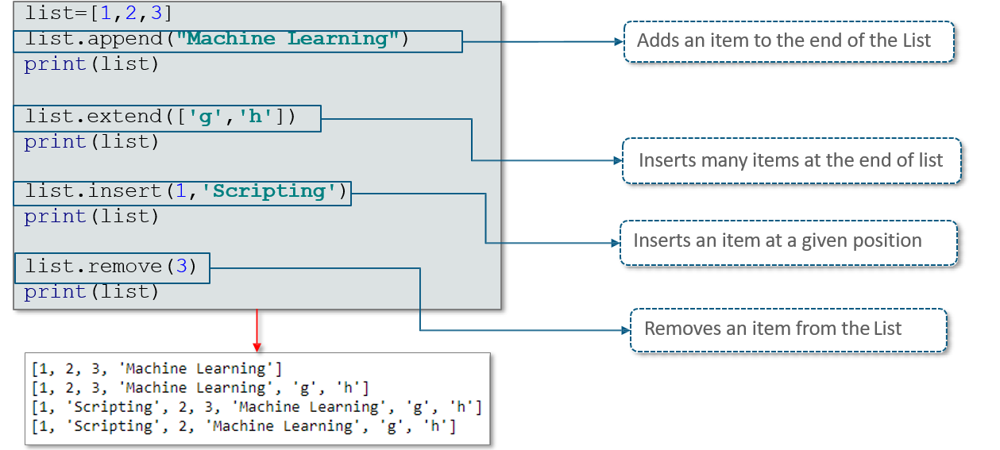 list=[1,2,3]
list.append("Machine Learning")
print(list)
list.extend(['g','h'])
print(list)
list.insert(1,'Scripting')
print(list)
list.remove(3)
print(list)
Adds an item to the end of the List
Inserts many items at the end of list
Inserts an item at a given position
Removes an item from the List
[1, 2, 3, 'Machine Learning']
[1, 2, 3, 'Machine Learning', 'g', 'h']
[1, 'Scripting', 2, 3, 'Machine Learning', 'g', 'h']
[1, 'Scripting', 2, 'Machine Learning', 'g', 'h']